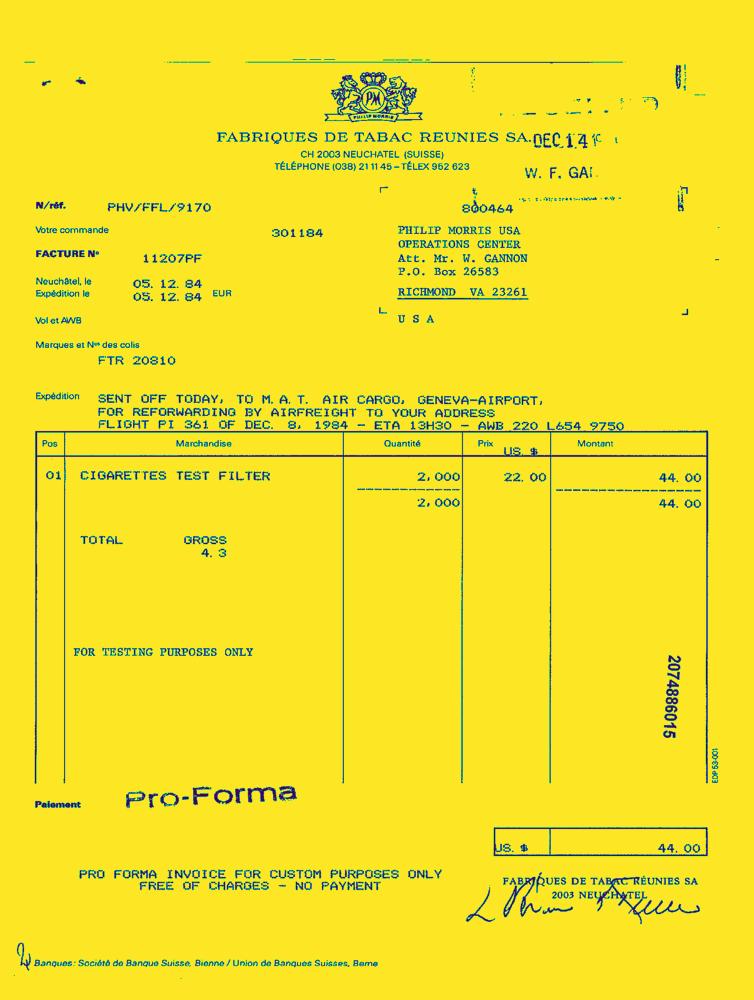 PM
PHILIP MORRIS
FABRIQUES DE TABAC REUNIES SA.
DEC 14
CH 2003 NEUCHATEL (SUISSE)
TÉLÉPHONE (038) 21 11 45 – TÉLEX 952 623
W. F. GAI
N/réf. PHV/FFL/9170
800464
Votre commande 301184
PHILIP MORRIS USA
OPERATIONS CENTER
FACTURE N° 11207PF
Att. Mr. W. GANNON
P.O. Box 26583
Neuchâtel, le 05. 12. 84
Expédition le 05. 12. 84 EUR
RICHMOND VA 23261
Vol et AWB
U S A
Marques et Nos des colis
FTR 20810
Expédition SENT OFF TODAY, TO M. A. T. AIR CARGO, GENEVA-AIRPORT,
FOR REFORWARDING BY AIRFREIGHT TO YOUR ADDRESS
FLIGHT PI 361 OF DEC. 8, 1984 - ETA 13H30 - AWB 220 L654 9750
Pos Marchandise Quantité Prix US. $ Montant
01 CIGARETTES TEST FILTER 2,000 22. 00 44. 00
2,000 44. 00
TOTAL GROSS
4. 3
FOR TESTING PURPOSES ONLY
2074886015
EDP 53-001
Paiement Pro-Forma
US. $ 44. 00
PRO FORMA INVOICE FOR CUSTOM PURPOSES ONLY
FREE OF CHARGES - NO PAYMENT
FABRIQUES DE TABAC RÉUNIES SA
2003 NEUCHATEL
Banques: Société de Banque Suisse, Bienne / Union de Banques Suisses, Berne